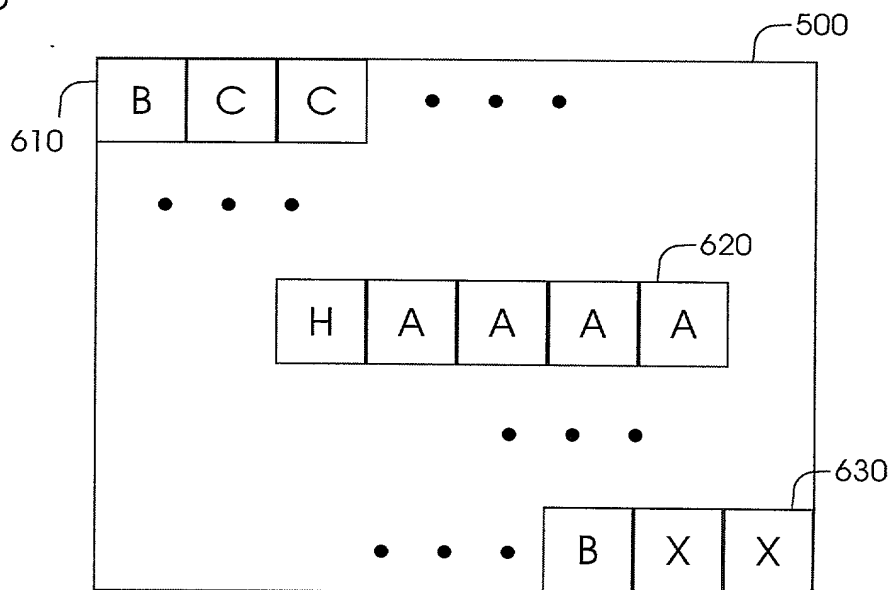 500
610
B C C • • •
• • •
620
H A A A A
• • •
630
• • • B X X